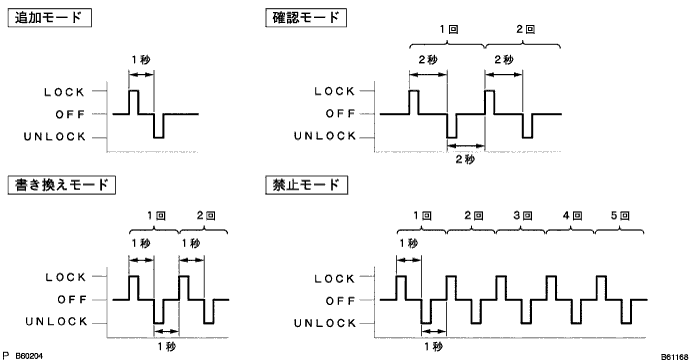 追加モード
1秒
LOCK
OFF
UNLOCK
確認モード
1回 2回
2秒 2秒
LOCK
OFF
UNLOCK
2秒
書き換えモード
1回 2回
1秒 1秒
LOCK
OFF
UNLOCK
1秒
禁止モード
1回 2回 3回 4回 5回
1秒
LOCK
OFF
UNLOCK
1秒
P B60204
B61168